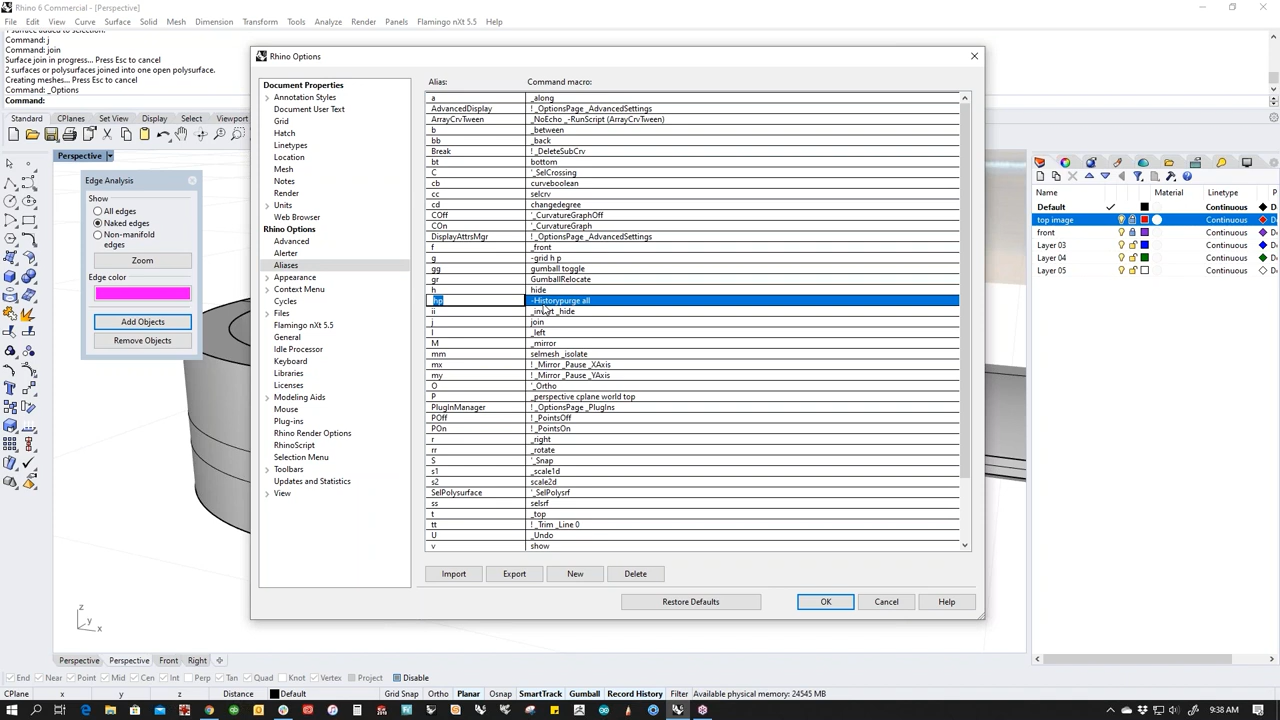 Rhino 6 Commercial - [Perspective]
File Edit View Curve Surface Solid Mesh Dimension Transform Tools Analyze Render Panels Flamingo nXt 5.5 Help
1 surface added to selection.
Command: j
Command: join
Surface join in progress... Press Esc to cancel
2 surfaces or polysurfaces joined into one open polysurface.
Creating meshes... Press Esc to cancel
Command: _Options
Command:
Standard CPlanes Set View Display Select Viewport
Perspective
Edge Analysis
Show
All edges
Naked edges
Non-manifold
edges
Zoom
Edge color
Add Objects
Remove Objects
Rhino Options
Document Properties
Annotation Styles
Document User Text
Grid
Hatch
Linetypes
Location
Mesh
Notes
Render
Units
Web Browser
Rhino Options
Advanced
Alerter
Aliases
Appearance
Context Menu
Cycles
Files
Flamingo nXt 5.5
General
Idle Processor
Keyboard
Libraries
Licenses
Modeling Aids
Mouse
Plug-ins
Rhino Render Options
RhinoScript
Selection Menu
Toolbars
Updates and Statistics
View
Alias: Command macro:
a _along
AdvancedDisplay ! _OptionsPage _AdvancedSettings
ArrayCrvTween _NoEcho _-RunScript (ArrayCrvTween)
b _between
bb _back
Break !_DeleteSubCrv
bt bottom
C '_SelCrossing
cb curveboolean
cc selcrv
cd changedegree
COff '_CurvatureGraphOff
COn '_CurvatureGraph
DisplayAttrsMgr ! _OptionsPage _AdvancedSettings
f _front
g -grid h p
gg gumball toggle
gr GumballRelocate
h hide
hp -Historypurge all
ii _invert _hide
j join
l _left
M _mirror
mm selmesh _isolate
mx ! _Mirror _Pause _XAxis
my ! _Mirror _Pause _YAxis
O '_Ortho
P _perspective cplane world top
PlugInManager ! _OptionsPage _PlugIns
POff ! _PointsOff
POn ! _PointsOn
r _right
rr _rotate
S '_Snap
s1 _scale1d
s2 scale2d
SelPolysurface '_SelPolysrf
ss selsrf
t _top
tt ! _Trim _Line 0
U _Undo
v show
Import Export New Delete
Restore Defaults OK Cancel Help
Name Material Linetype P
Default Continuous
top image Continuous
front Continuous
Layer 03 Continuous
Layer 04 Continuous
Layer 05 Continuous
z
y
x
Perspective Perspective Front Right
End Near Point Mid Cen Int Perp Tan Quad Knot Vertex Project Disable
CPlane x y z Distance Default Grid Snap Ortho Planar Osnap SmartTrack Gumball Record History Filter Available physical memory: 24545 MB
9:38 AM